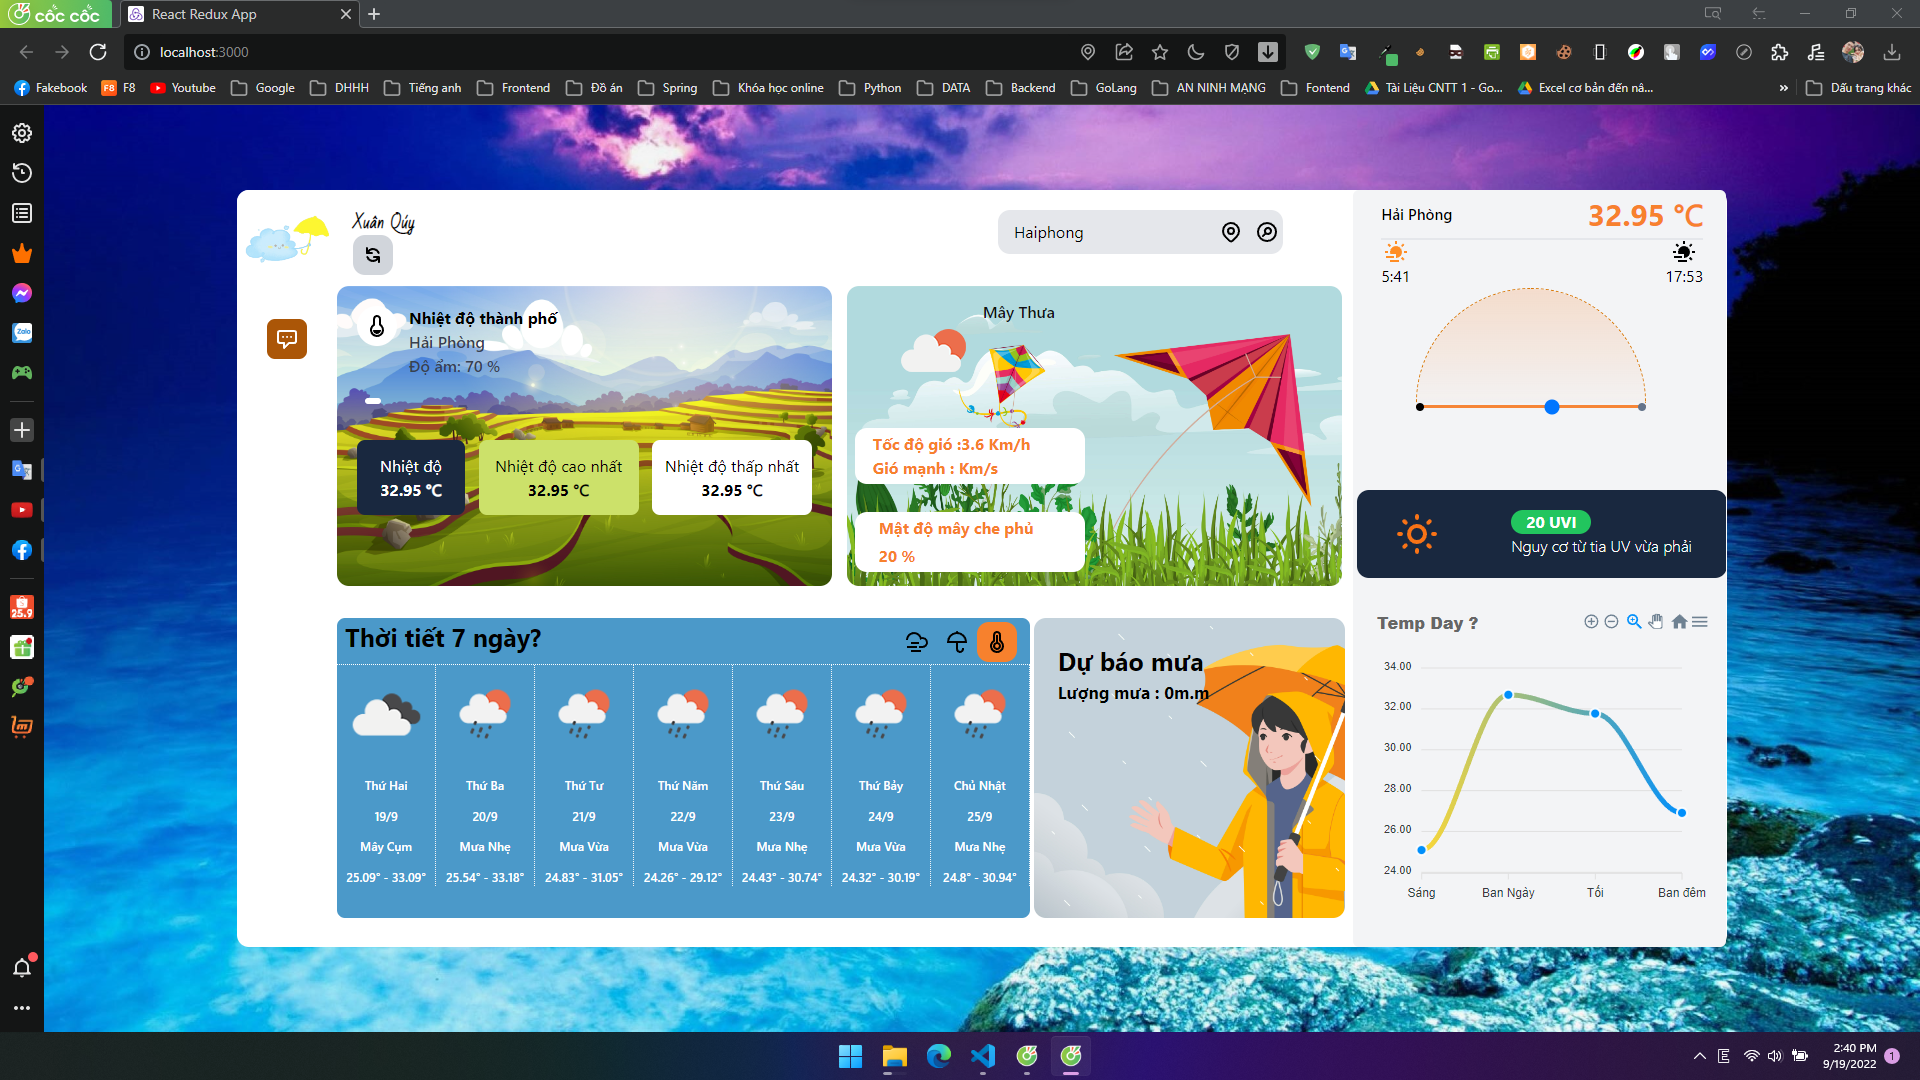 cốc cốc
React Redux App
localhost:3000
Fakebook
F8
F8
Youtube
Google
DHHH
Tiếng anh
Frontend
Đồ án
Spring
Khóa học online
Python
DATA
Backend
GoLang
AN NINH MẠNG
Fontend
Tài Liệu CNTT 1 - Go...
Excel cơ bản đến nâ...
»
Dấu trang khác
Zalo
25.9
Xuân Qúy
Haiphong
Hải Phòng
32.95 °C
5:41
17:53
Nhiệt độ thành phố
Hải Phòng
Độ ẩm: 70 %
Nhiệt độ
32.95 °C
Nhiệt độ cao nhất
32.95 °C
Nhiệt độ thấp nhất
32.95 °C
Mây Thưa
Tốc độ gió :3.6 Km/h
Gió mạnh : Km/s
Mật độ mây che phủ
20 %
20 UVI
Nguy cơ từ tia UV vừa phải
Thời tiết 7 ngày?
Thứ Hai
19/9
Mây Cụm
25.09° - 33.09°
Thứ Ba
20/9
Mưa Nhẹ
25.54° - 33.18°
Thứ Tư
21/9
Mưa Vừa
24.83° - 31.05°
Thứ Năm
22/9
Mưa Vừa
24.26° - 29.12°
Thứ Sáu
23/9
Mưa Nhẹ
24.43° - 30.74°
Thứ Bảy
24/9
Mưa Vừa
24.32° - 30.19°
Chủ Nhật
25/9
Mưa Nhẹ
24.8° - 30.94°
Dự báo mưa
Lượng mưa : 0m.m
Temp Day ?
34.00
32.00
30.00
28.00
26.00
24.00
Sáng
Ban Ngày
Tối
Ban đêm
E
2:40 PM
9/19/2022
1